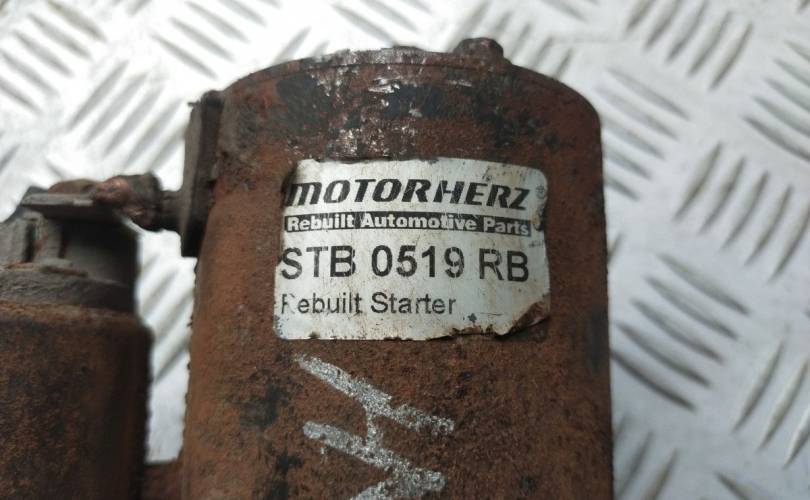 MOTORHERZ®
Rebuilt Automotive Parts
STB 0519 RB
Rebuilt Starter